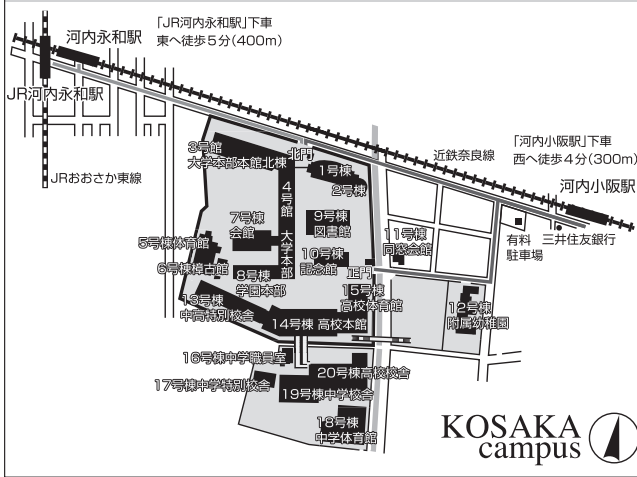 河内永和駅
「JR河内永和駅」下車
東へ徒歩5分(400m)
JR河内永和駅
JRおおさか東線
近鉄奈良線
「河内小阪駅」下車
西へ徒歩4分(300m)
河内小阪駅
有料
駐車場
三井住友銀行
3号館
大学本部本館北棟
北門
1号棟
2号棟
4号館 大学本部
7号棟
会館
9号棟
図書館
5号棟体育館
6号棟樟古館
8号棟
学園本部
10号棟
記念館
11号棟
同窓会館
正門
13号棟
中高特別校舎
15号棟
高校体育館
12号棟
附属幼稚園
14号棟 高校本館
16号棟中学職員室
17号棟中学特別校舎
20号棟高校校舎
19号棟中学校舎
18号棟
中学体育館
KOSAKA
campus